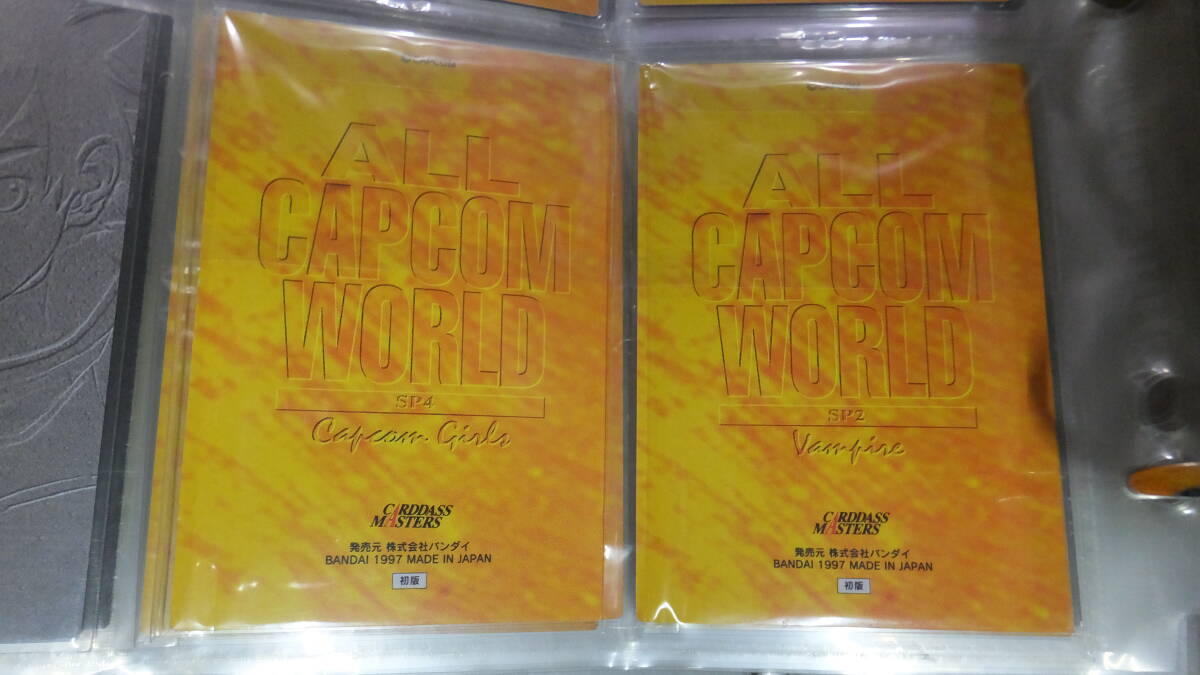 ©CAPCOM
ALL
CAPCOM
WORLD
SP4
Capcom Girls
CARDDASS
MASTERS
発売元 株式会社バンダイ
BANDAI 1997 MADE IN JAPAN
初版
ALL
CAPCOM
WORLD
SP2
Vampire
CARDDASS
MASTERS
発売元 株式会社バンダイ
BANDAI 1997 MADE IN JAPAN
初版